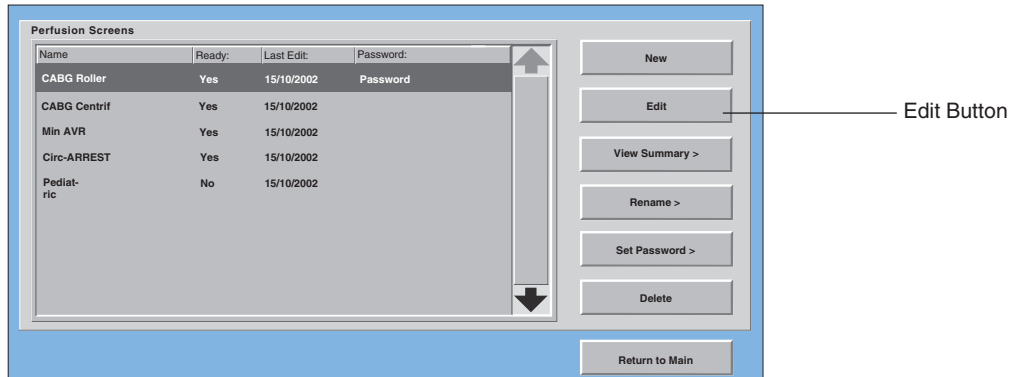 Perfusion Screens
Name Ready: Last Edit: Password:
CABG Roller Yes 15/10/2002 Password
CABG Centrif Yes 15/10/2002
Min AVR Yes 15/10/2002
Circ-ARREST Yes 15/10/2002
Pediat- No 15/10/2002
ric
New
Edit
View Summary >
Rename >
Set Password >
Delete
Return to Main
Edit Button